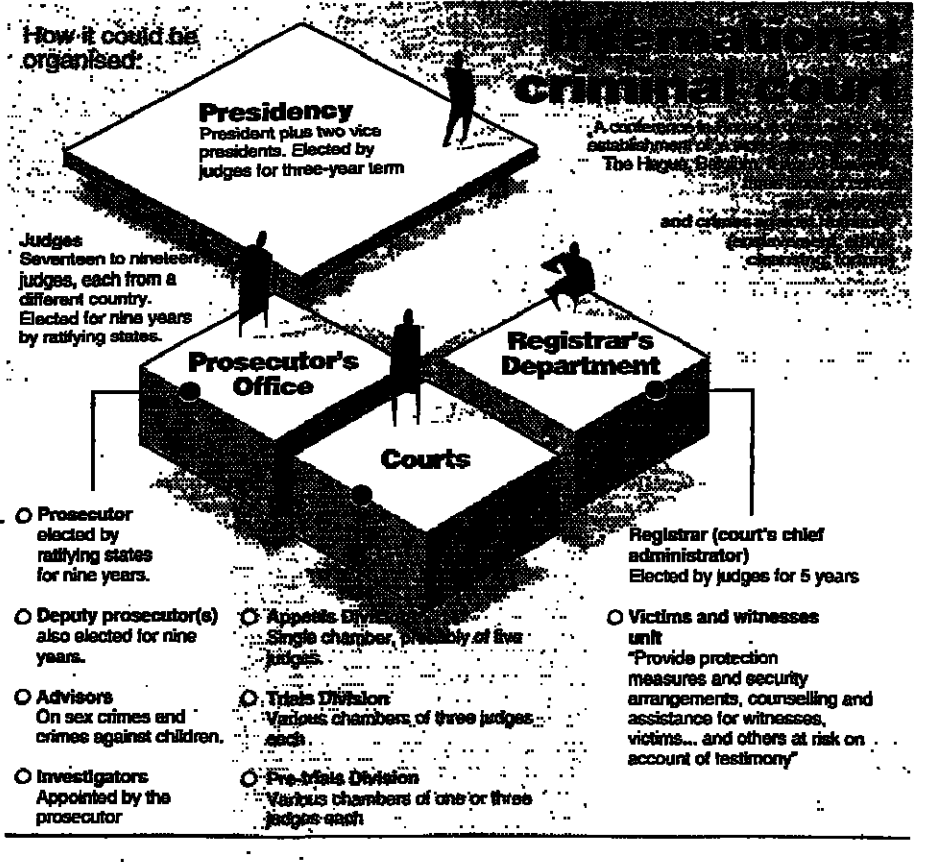 How it could be
organised:
International
criminal court
A conference
establishment of a
The Hague,
and crimes
Presidency
President plus two vice
presidents. Elected by
judges for three-year term
Judges
Seventeen to nineteen
judges, each from a
different country.
Elected for nine years
by ratifying states.
Prosecutor's
Office
Registrar's
Department
Courts
Prosecutor
elected by
ratifying states
for nine years.
Deputy prosecutor(s)
also elected for nine
years.
Advisors
On sex crimes and
crimes against children.
Investigators
Appointed by the
prosecutor
Appeals Division
Single chamber, probably of five
judges.
Trials Division
Various chambers of three judges
each
Pre-trials Division
Various chambers of one or three
judges each
Registrar (court's chief
administrator)
Elected by judges for 5 years
Victims and witnesses
unit
"Provide protection
measures and security
arrangements, counselling and
assistance for witnesses,
victims... and others at risk on
account of testimony"